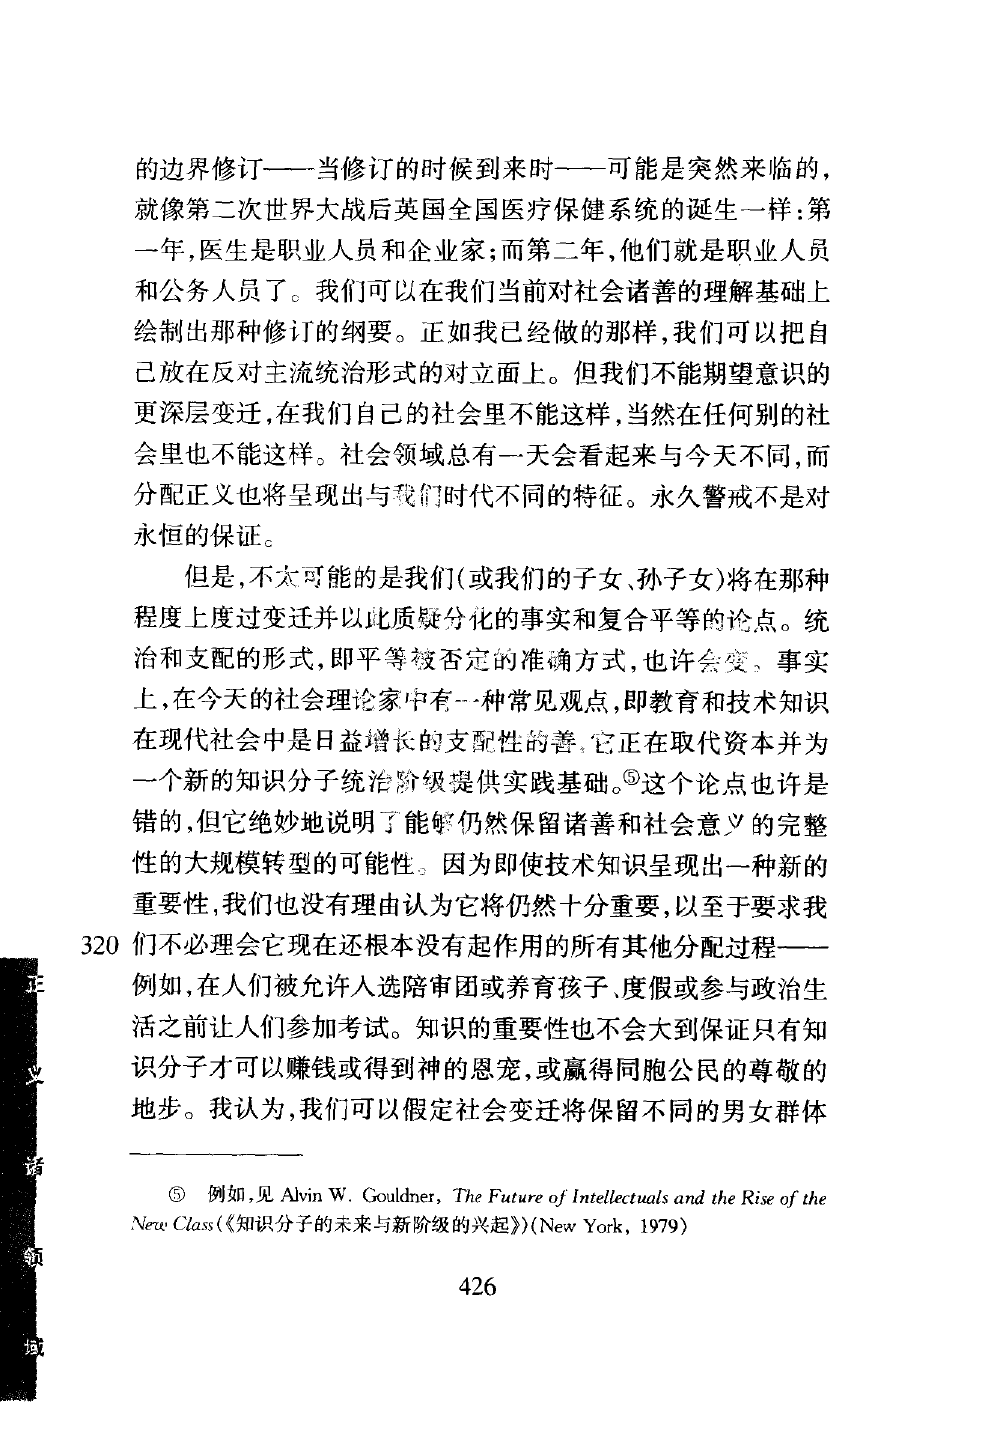 的边界修订——当修订的时候到来时——可能是突然来临的,
就像第二次世界大战后英国全国医疗保健系统的诞生一样:第
一年,医生是职业人员和企业家;而第二年,他们就是职业人员
和公务人员了。我们可以在我们当前对社会诸善的理解基础上
绘制出那种修订的纲要。正如我已经做的那样,我们可以把自
己放在反对主流统治形式的对立面上。但我们不能期望意识的
更深层变迁,在我们自己的社会里不能这样,当然在任何别的社
会里也不能这样。社会领域总有一天会看起来与今天不同,而
分配正义也将呈现出与我们时代不同的特征。永久警戒不是对
永恒的保证。
但是,不太可能的是我们(或我们的子女、孙子女)将在那种
程度上度过变迁并以此质疑分化的事实和复合平等的论点。统
治和支配的形式,即平等被否定的准确方式,也许会变。事实
上,在今天的社会理论家中有一种常见观点,即教育和技术知识
在现代社会中是日益增长的支配性的善,它正在取代资本并为
一个新的知识分子统治阶级提供实践基础。⑤这个论点也许是
错的,但它绝妙地说明了能够仍然保留诸善和社会意义的完整
性的大规模转型的可能性。因为即使技术知识呈现出一种新的
重要性,我们也没有理由认为它将仍然十分重要,以至于要求我
320 们不必理会它现在还根本没有起作用的所有其他分配过程——
例如,在人们被允许入选陪审团或养育孩子、度假或参与政治生
活之前让人们参加考试。知识的重要性也不会大到保证只有知
识分子才可以赚钱或得到神的恩宠,或赢得同胞公民的尊敬的
地步。我认为,我们可以假定社会变迁将保留不同的男女群体
⑤ 例如,见 Alvin W. Gouldner, The Future of Intellectuals and the Rise of the
New Class(《知识分子的未来与新阶级的兴起》)(New York, 1979)
426
正
义
诸
领
域